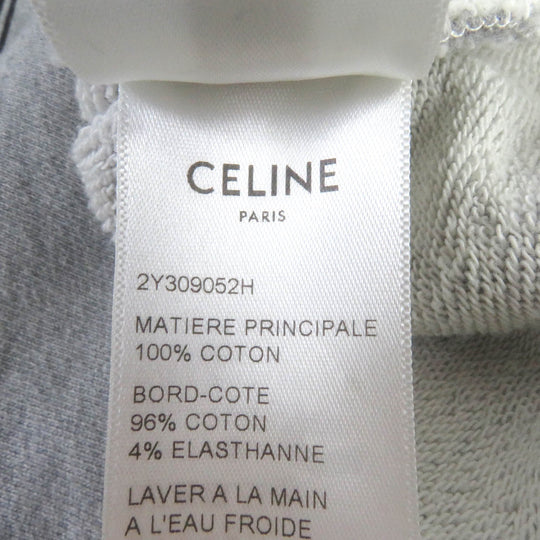 CELINE
PARIS
2Y309052H
MATIERE PRINCIPALE
100% COTON
BORD-COTE
96% COTON
4% ELASTHANNE
LAVER A LA MAIN
A L'EAU FROIDE